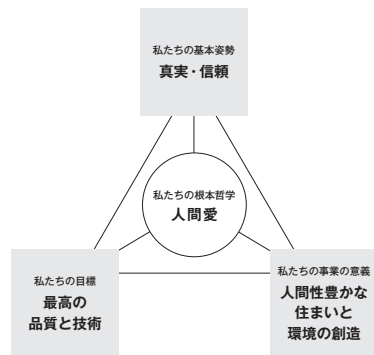 私たちの基本姿勢
真実・信頼
私たちの根本哲学
人間愛
私たちの目標
最高の
品質と技術
私たちの事業の意義
人間性豊かな
住まいと
環境の創造